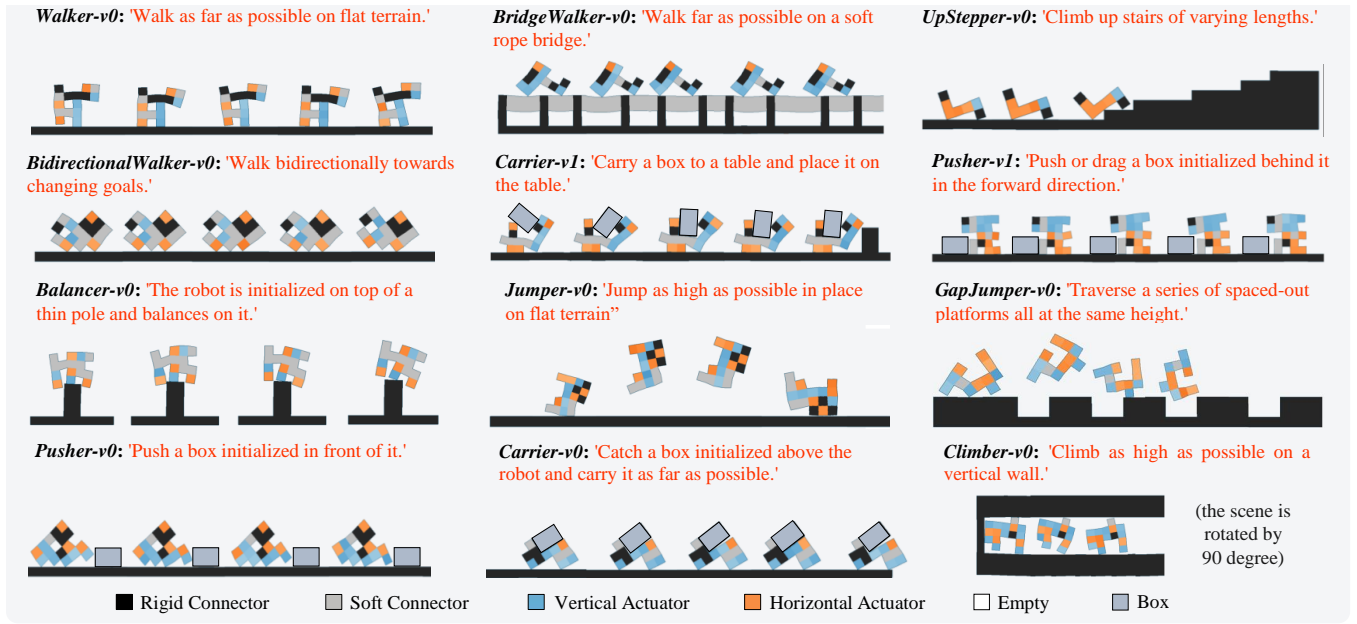 Walker-v0: 'Walk as far as possible on flat terrain.'
BridgeWalker-v0: 'Walk far as possible on a soft
rope bridge.'
UpStepper-v0: 'Climb up stairs of varying lengths.'
BidirectionalWalker-v0: 'Walk bidirectionally towards
changing goals.'
Carrier-v1: 'Carry a box to a table and place it on
the table.'
Pusher-v1: 'Push or drag a box initialized behind it
in the forward direction.'
Balancer-v0: 'The robot is initialized on top of a
thin pole and balances on it.'
Jumper-v0: 'Jump as high as possible in place
on flat terrain”
GapJumper-v0: 'Traverse a series of spaced-out
platforms all at the same height.'
Pusher-v0: 'Push a box initialized in front of it.'
Carrier-v0: 'Catch a box initialized above the
robot and carry it as far as possible.'
Climber-v0: 'Climb as high as possible on a
vertical wall.'
(the scene is
rotated by
90 degree)
Rigid Connector
Soft Connector
Vertical Actuator
Horizontal Actuator
Empty
Box